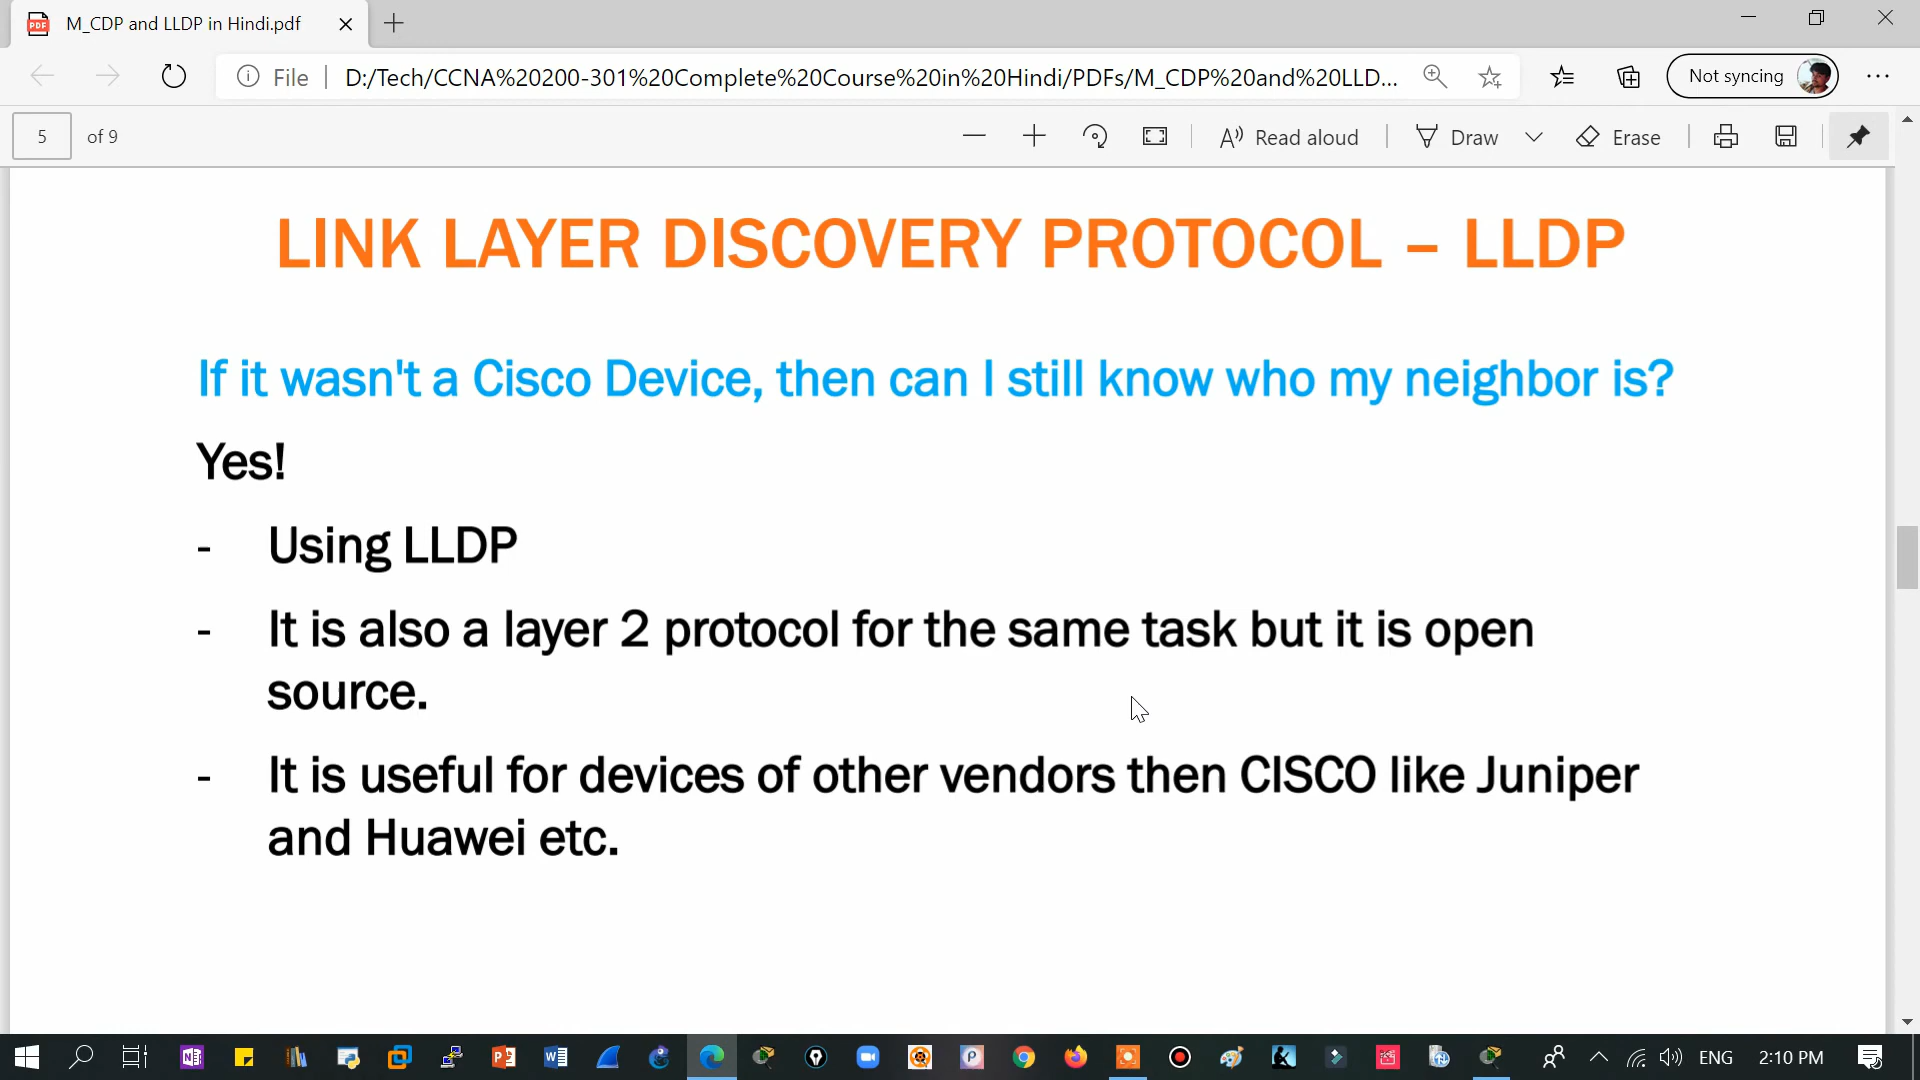 M_CDP and LLDP in Hindi.pdf
File
D:/Tech/CCNA%20200-301%20Complete%20Course%20in%20Hindi/PDFs/M_CDP%20and%20LLD...
Not syncing
5 of 9
Read aloud
Draw
Erase
LINK LAYER DISCOVERY PROTOCOL – LLDP
If it wasn't a Cisco Device, then can I still know who my neighbor is?
Yes!
- Using LLDP
- It is also a layer 2 protocol for the same task but it is open
source.
- It is useful for devices of other vendors then CISCO like Juniper
and Huawei etc.
ENG
2:10 PM